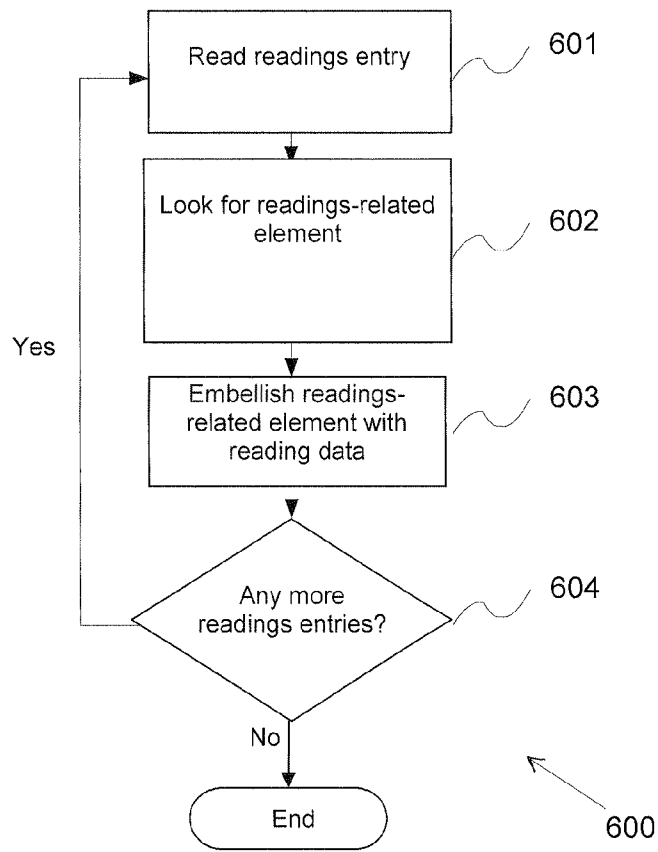 Read readings entry
601
Look for readings-related
element
602
Yes
Embellish readings-
related element with
reading data
603
Any more
readings entries?
604
No
End
600